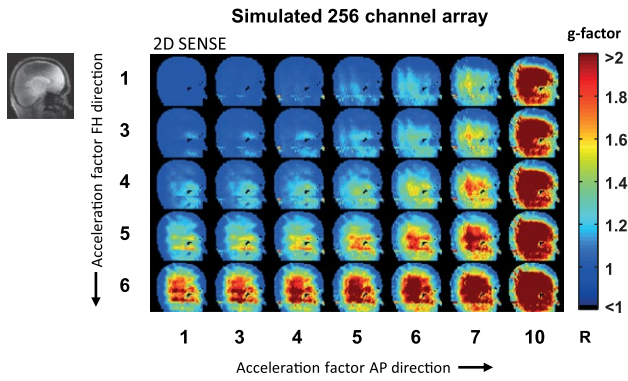 Simulated 256 channel array
g-factor
2D SENSE
>2
1.8
1.6
1.4
1.2
1
<1
Acceleration factor FH direction
1
3
4
5
6
1 3 4 5 6 7 10 R
Acceleration factor AP direction